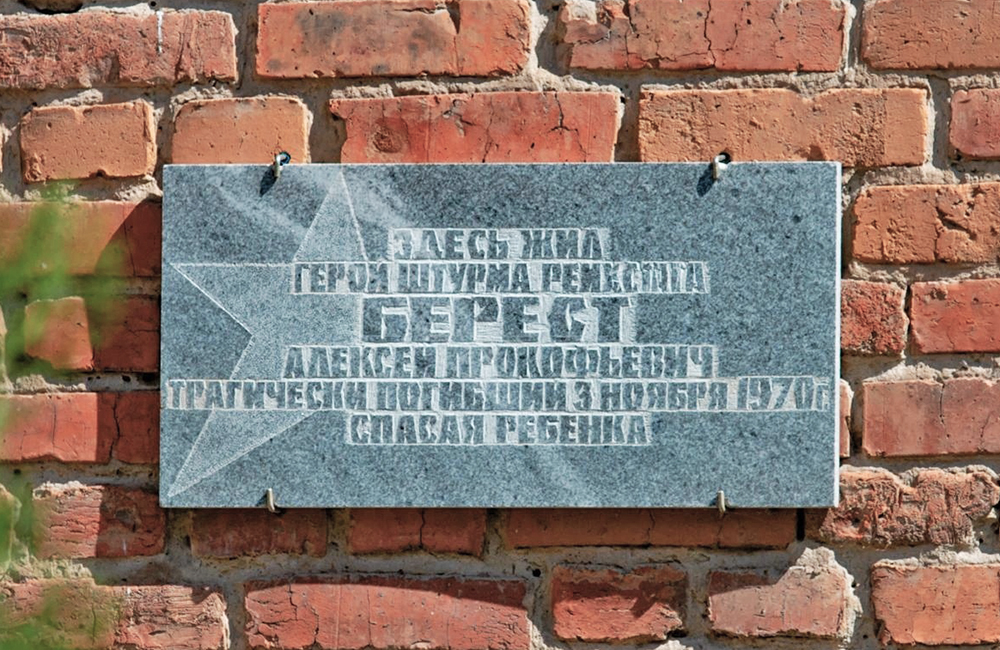 ЗДЕСЬ ЖИЛ
ГЕРОЙ ШТУРМА РЕЙХСТАГА
БЕРЕСТ
АЛЕКСЕЙ ПРОКОФЬЕВИЧ
ТРАГИЧЕСКИ ПОГИБШИЙ 3 НОЯБРЯ 1970г
СПАСАЯ РЕБЕНКА